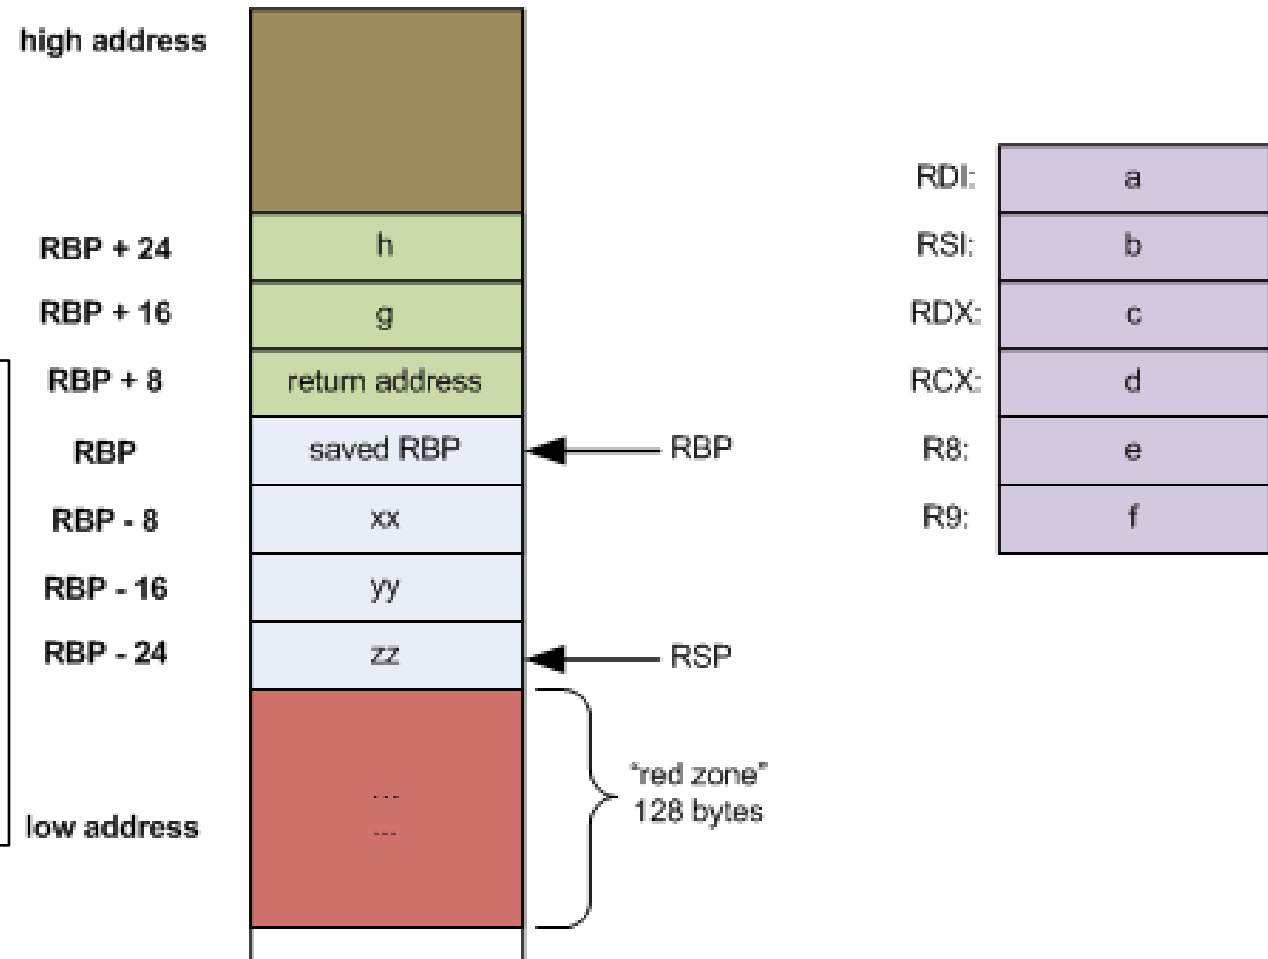 high address
RBP + 24 h
RBP + 16 g
RBP + 8 return address
RBP saved RBP RBP
RBP - 8 xx
RBP - 16 yy
RBP - 24 zz RSP
---
---
low address
"red zone"
128 bytes
RDI: a
RSI: b
RDX: c
RCX: d
R8: e
R9: f